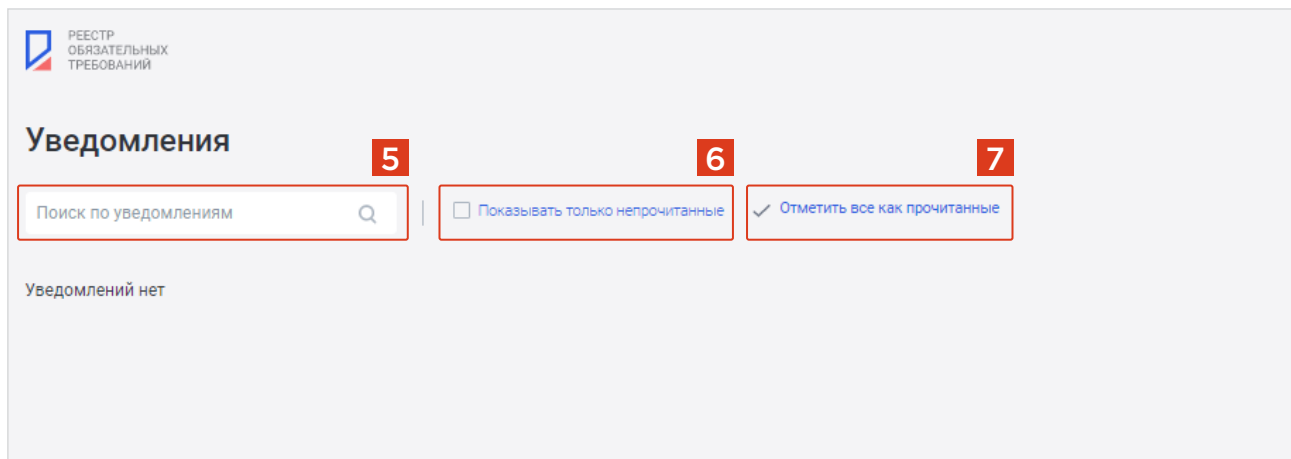 РЕЕСТР
ОБЯЗАТЕЛЬНЫХ
ТРЕБОВАНИЙ
Уведомления
5
6
7
Поиск по уведомлениям
Показывать только непрочитанные
Отметить все как прочитанные
Уведомлений нет